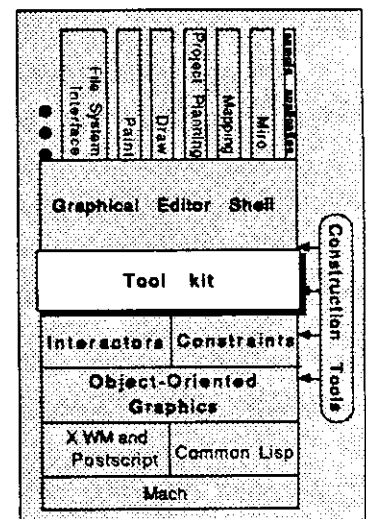 File System
Interface
Paint
Draw
Project Planning
Mapping
Miro
Graphical Editor Shell
Tool kit
Interactors
Constraints
Object-Oriented
Graphics
X WM and
Postscript
Common Lisp
Mach
Construction Tools